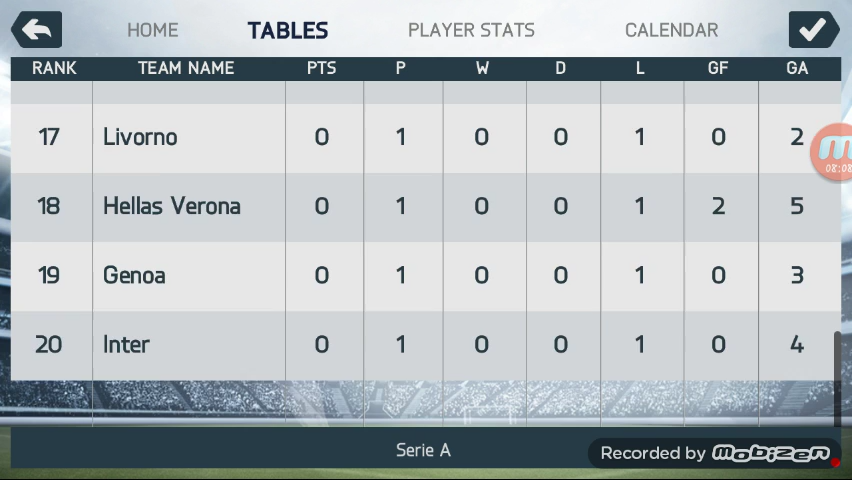 HOME TABLES PLAYER STATS CALENDAR
RANK TEAM NAME PTS P W D L GF GA
17 Livorno 0 1 0 0 1 0 2
18 Hellas Verona 0 1 0 0 1 2 5
19 Genoa 0 1 0 0 1 0 3
20 Inter 0 1 0 0 1 0 4
m
08:08
Serie A
Recorded by mobizen